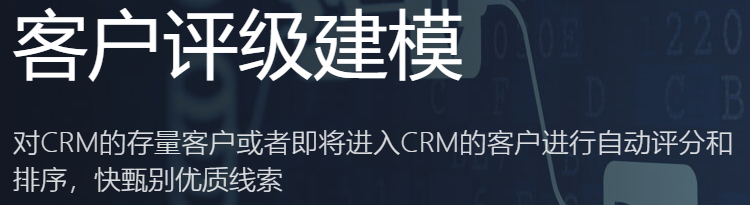 客户评级建模
对CRM的存量客户或者即将进入CRM的客户进行自动评分和
排序，快甄别优质线索